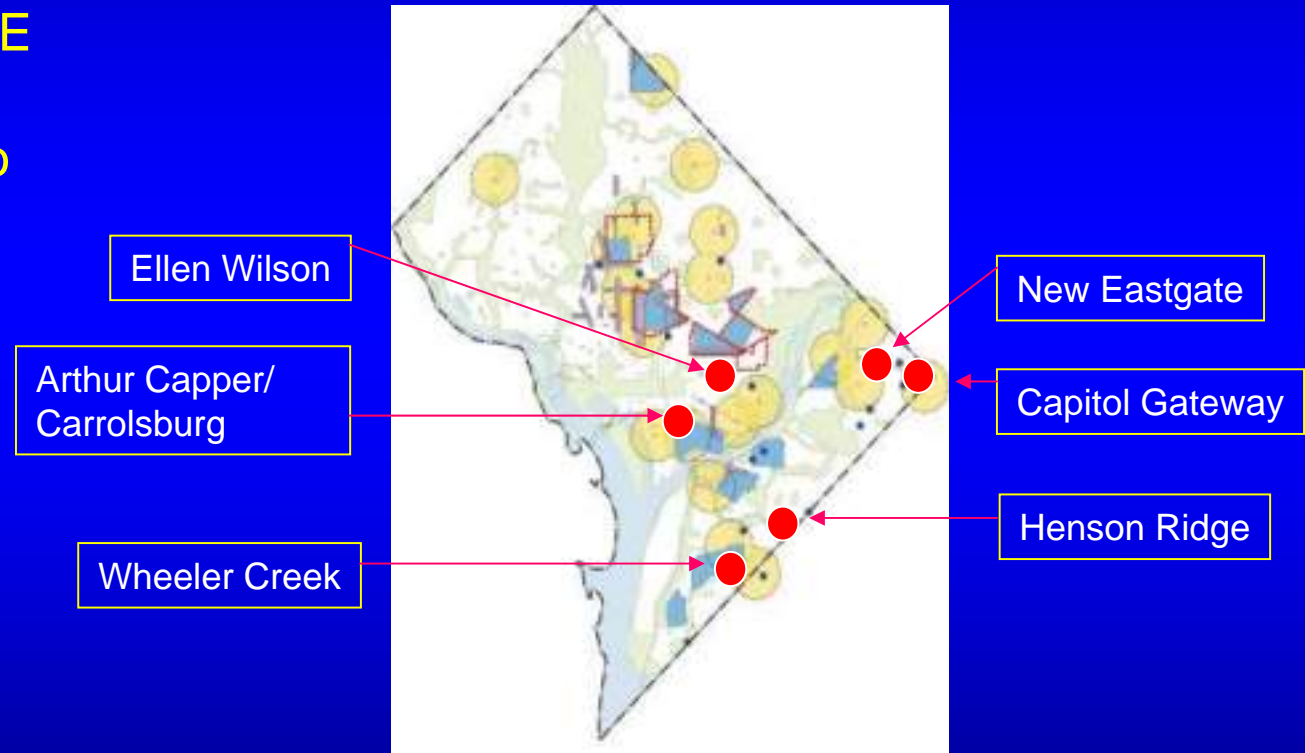 E
Ellen Wilson
Arthur Capper/
Carrolsburg
Wheeler Creek
New Eastgate
Capitol Gateway
Henson Ridge